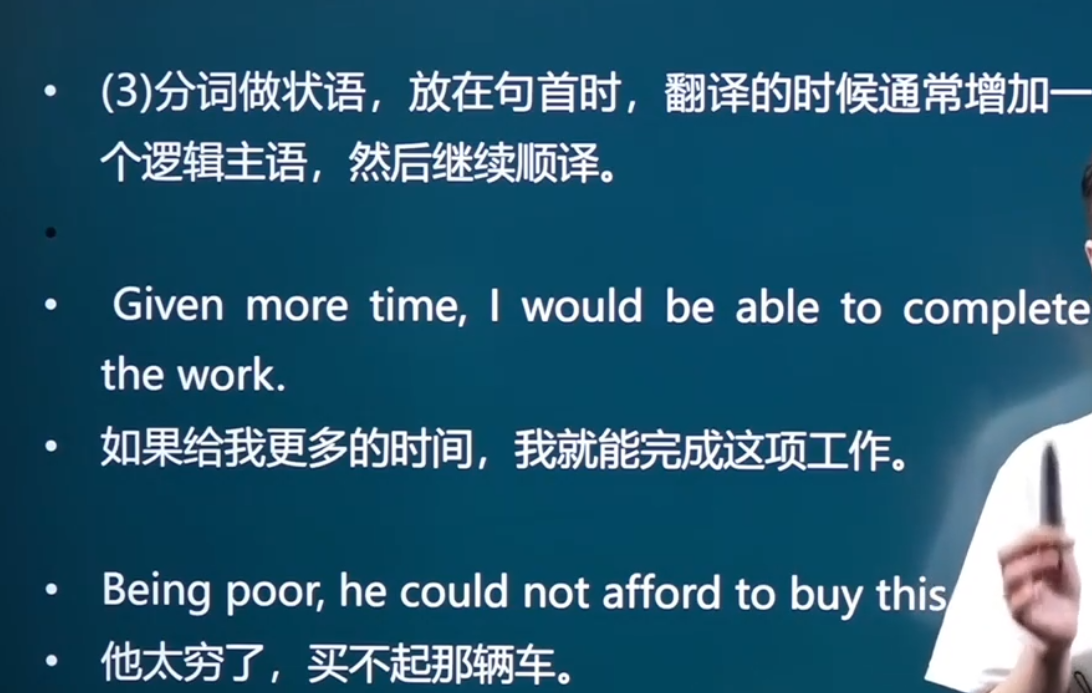 (3)分词做状语，放在句首时，翻译的时候通常增加一
个逻辑主语，然后继续顺译。
Given more time, I would be able to complete
the work.
如果给我更多的时间，我就能完成这项工作。
Being poor, he could not afford to buy this
他太穷了，买不起那辆车。